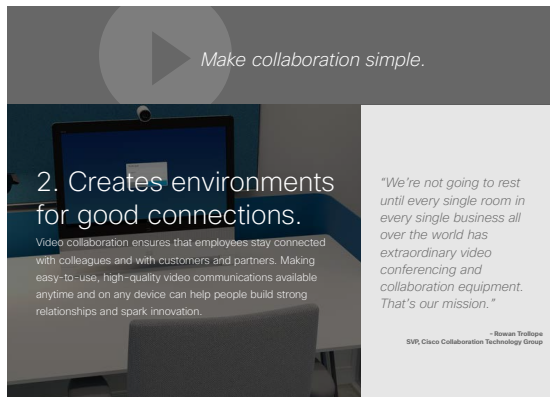 Make collaboration simple.
2. Creates environments
for good connections.
Video collaboration ensures that employees stay connected
with colleagues and with customers and partners. Making
easy-to-use, high-quality video communications available
anytime and on any device can help people build strong
relationships and spark innovation.
“We’re not going to rest
until every single room in
every single business all
over the world has
extraordinary video
conferencing and
collaboration equipment.
That’s our mission.”
– Rowan Trollope
SVP, Cisco Collaboration Technology Group